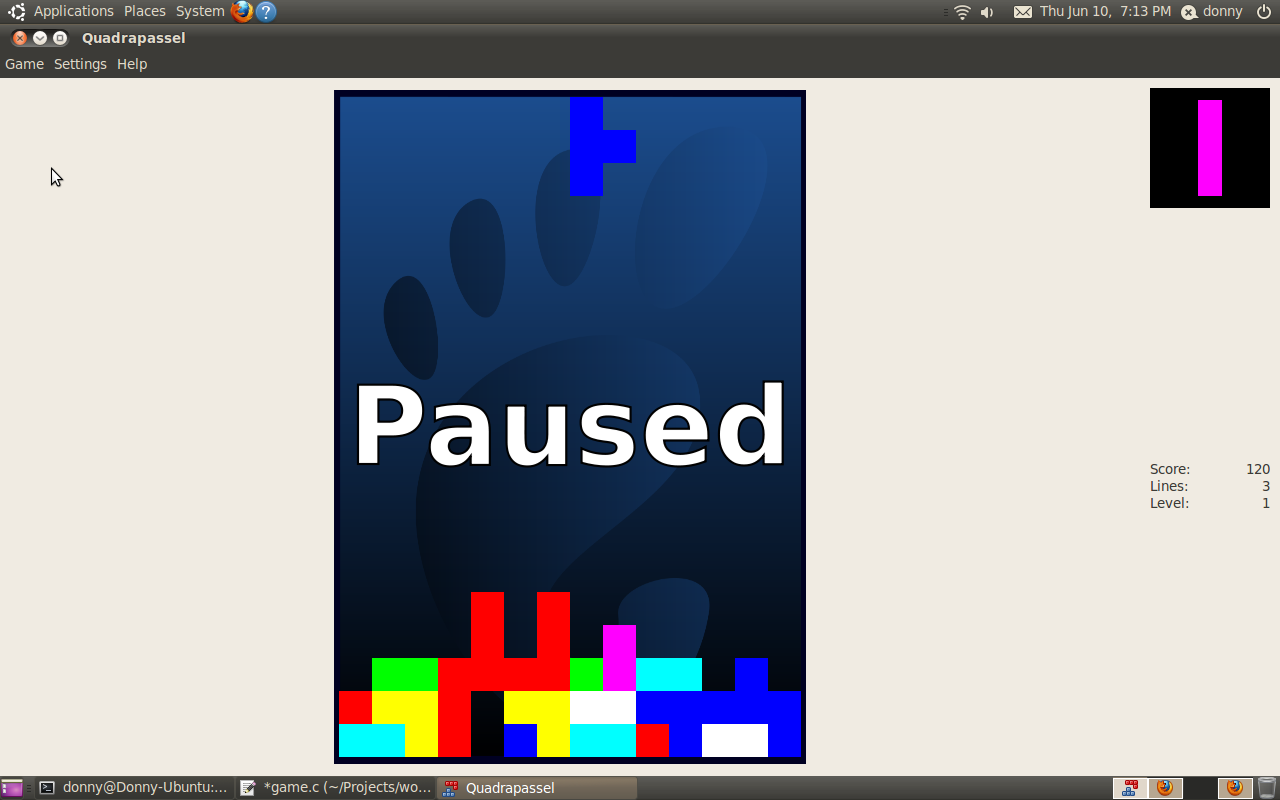 Applications Places System ? Thu Jun 10, 7:13 PM donny
Quadrapassel
Game Settings Help
Paused
Score: 120
Lines: 3
Level: 1
donny@Donny-Ubuntu:... *game.c (~/Projects/wo... Quadrapassel